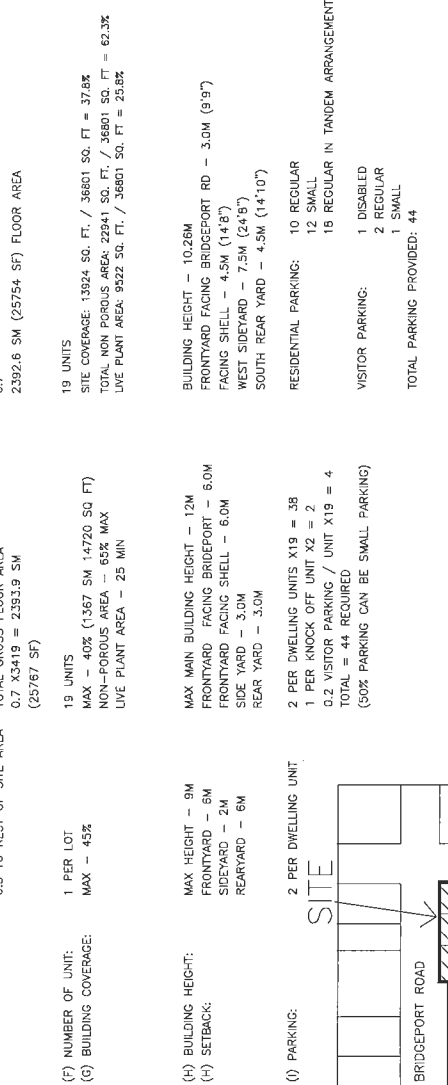 0.3 TO REST OF SITE AREA
TOTAL GROSS FLOOR AREA
0.7 X3419 = 2393.9 SM
(25767 SF)
0.7
2392.6 SM (25754 SF) FLOOR AREA
(F) NUMBER OF UNIT:
1 PER LOT
19 UNITS
19 UNITS
(G) BUILDING COVERAGE:
MAX – 45%
MAX – 40% (1367 SM 14720 SQ FT)
NON-POROUS AREA – 65% MAX
LIVE PLANT AREA – 25 MIN
SITE COVERAGE: 13924 SQ. FT. / 36801 SQ. FT = 37.8%
TOTAL NON POROUS AREA: 22941 SQ. FT. / 36801 SQ. FT = 62.3%
LIVE PLANT AREA: 9522 SQ. FT. / 36801 SQ. FT = 25.8%
(H) BUILDING HEIGHT:
(H) SETBACK:
MAX HEIGHT – 9M
FRONTYARD – 6M
SIDEYARD – 2M
REARYARD – 6M
MAX MAIN BUILDING HEIGHT – 12M
FRONTYARD FACING BRIDEPORT – 6.0M
FRONTYARD FACING SHELL – 6.0M
SIDE YARD – 3.0M
REAR YARD – 3.0M
BUILDING HEIGHT – 10.26M
FRONTYARD FACING BRIDGEPORT RD – 3.0M (9'9")
FACING SHELL – 4.5M (14'8")
WEST SIDEYARD – 7.5M (24'6")
SOUTH REAR YARD – 4.5M (14'10")
(I) PARKING:
2 PER DWELLING UNIT
2 PER DWELLING UNITS X19 = 38
1 PER KNOCK OFF UNIT X2 = 2
0.2 VISITOR PARKING / UNIT X19 = 4
TOTAL = 44 REQUIRED
(50% PARKING CAN BE SMALL PARKING)
RESIDENTIAL PARKING: 10 REGULAR
12 SMALL
18 REGULAR IN TANDEM ARRANGEMENT
VISITOR PARKING: 1 DISABLED
2 REGULAR
1 SMALL
TOTAL PARKING PROVIDED: 44
SITE
BRIDGEPORT ROAD